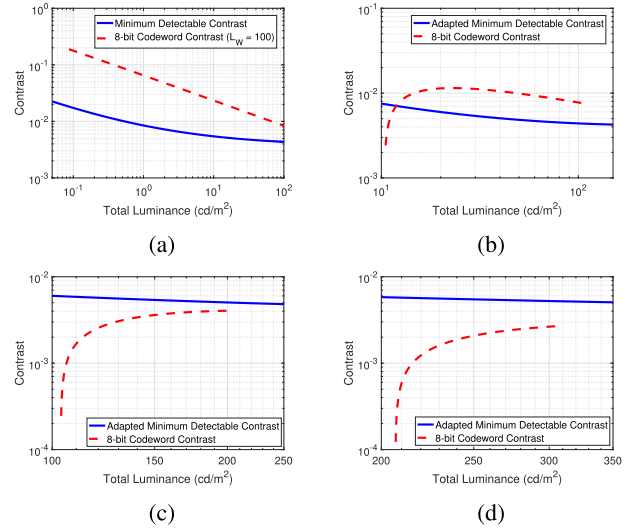 10^0
10^-1
10^-2
10^-3
Contrast
Minimum Detectable Contrast
8-bit Codeword Contrast (L_W = 100)
10^-1 10^0 10^1 10^2
Total Luminance (cd/m^2)
(a)
10^-1
10^-2
10^-3
Contrast
Adapted Minimum Detectable Contrast
8-bit Codeword Contrast
10^1 10^2
Total Luminance (cd/m^2)
(b)
10^-2
10^-3
10^-4
Contrast
Adapted Minimum Detectable Contrast
8-bit Codeword Contrast
100 150 200 250
Total Luminance (cd/m^2)
(c)
10^-2
10^-3
10^-4
Contrast
Adapted Minimum Detectable Contrast
8-bit Codeword Contrast
200 250 300 350
Total Luminance (cd/m^2)
(d)